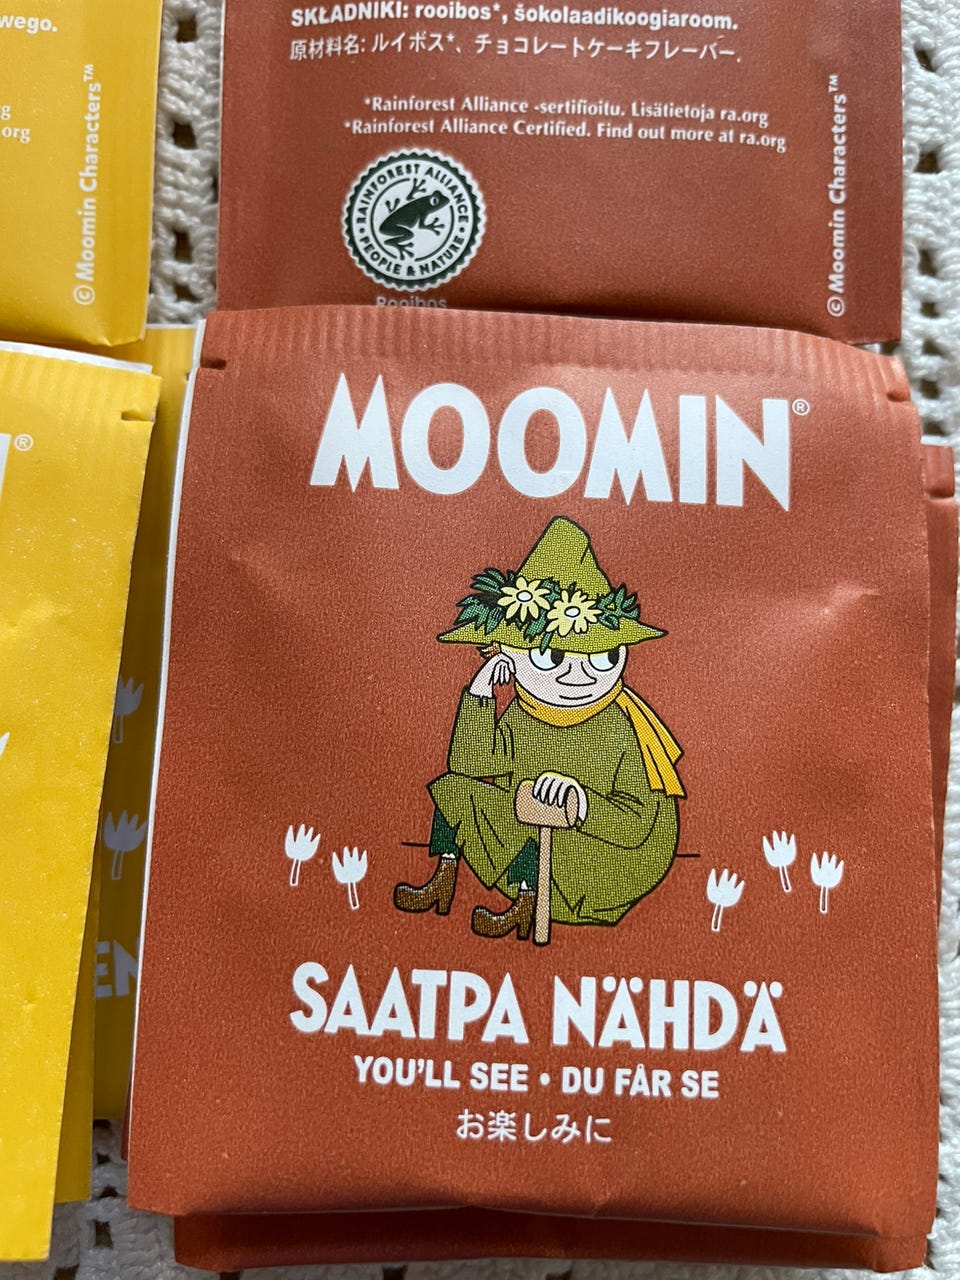 wego.
org
© Moomin Characters™
SKŁADNIKI: rooibos*, šokolaadikoogiaroom.
原材料名: ルイボス*、チョコレートケーキフレーバー.
*Rainforest Alliance -sertifioitu. Lisätietoja ra.org
*Rainforest Alliance Certified. Find out more at ra.org
RAINFOREST ALLIANCE
PEOPLE & NATURE
Rooibos
© Moomin Characters™
®
EN
MOOMIN®
SAATPA NÄHDÄ
YOU'LL SEE • DU FÅR SE
お楽しみに